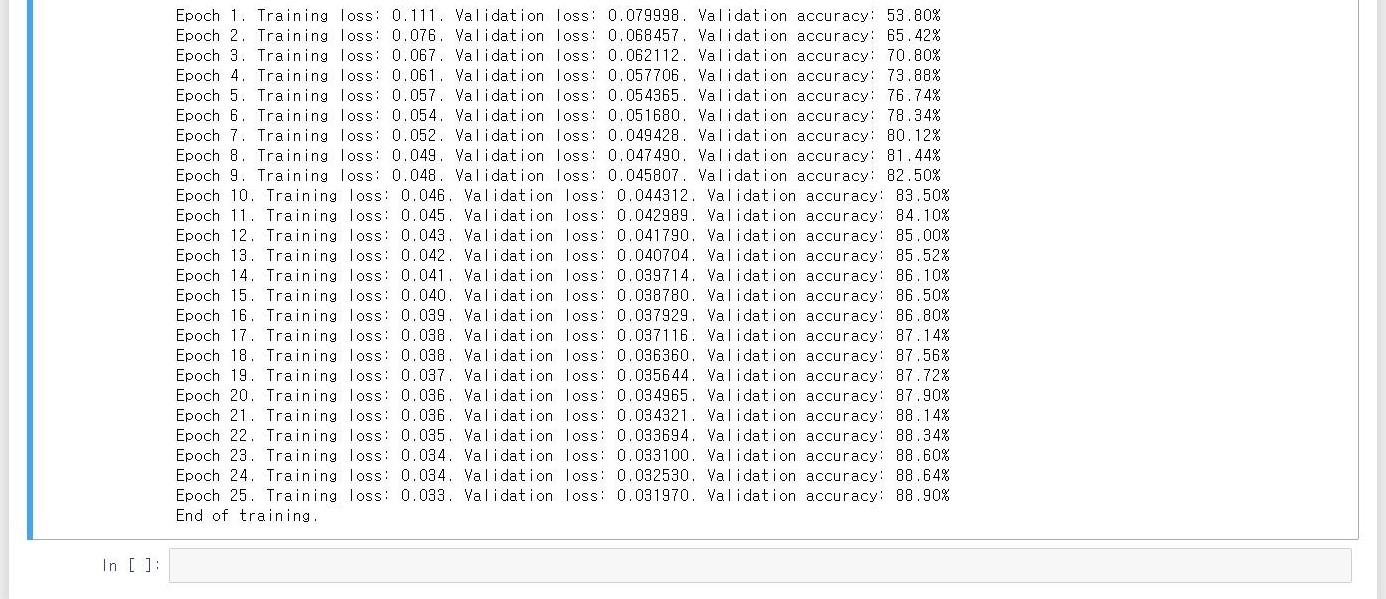 Epoch 1. Training loss: 0.111. Validation loss: 0.079998. Validation accuracy: 53.80%
Epoch 2. Training loss: 0.076. Validation loss: 0.068457. Validation accuracy: 65.42%
Epoch 3. Training loss: 0.067. Validation loss: 0.062112. Validation accuracy: 70.80%
Epoch 4. Training loss: 0.061. Validation loss: 0.057706. Validation accuracy: 73.88%
Epoch 5. Training loss: 0.057. Validation loss: 0.054365. Validation accuracy: 76.74%
Epoch 6. Training loss: 0.054. Validation loss: 0.051680. Validation accuracy: 78.34%
Epoch 7. Training loss: 0.052. Validation loss: 0.049428. Validation accuracy: 80.12%
Epoch 8. Training loss: 0.049. Validation loss: 0.047490. Validation accuracy: 81.44%
Epoch 9. Training loss: 0.048. Validation loss: 0.045807. Validation accuracy: 82.50%
Epoch 10. Training loss: 0.046. Validation loss: 0.044312. Validation accuracy: 83.50%
Epoch 11. Training loss: 0.045. Validation loss: 0.042989. Validation accuracy: 84.10%
Epoch 12. Training loss: 0.043. Validation loss: 0.041790. Validation accuracy: 85.00%
Epoch 13. Training loss: 0.042. Validation loss: 0.040704. Validation accuracy: 85.52%
Epoch 14. Training loss: 0.041. Validation loss: 0.039714. Validation accuracy: 86.10%
Epoch 15. Training loss: 0.040. Validation loss: 0.038780. Validation accuracy: 86.50%
Epoch 16. Training loss: 0.039. Validation loss: 0.037929. Validation accuracy: 86.80%
Epoch 17. Training loss: 0.038. Validation loss: 0.037116. Validation accuracy: 87.14%
Epoch 18. Training loss: 0.038. Validation loss: 0.036360. Validation accuracy: 87.56%
Epoch 19. Training loss: 0.037. Validation loss: 0.035644. Validation accuracy: 87.72%
Epoch 20. Training loss: 0.036. Validation loss: 0.034965. Validation accuracy: 87.90%
Epoch 21. Training loss: 0.036. Validation loss: 0.034321. Validation accuracy: 88.14%
Epoch 22. Training loss: 0.035. Validation loss: 0.033694. Validation accuracy: 88.34%
Epoch 23. Training loss: 0.034. Validation loss: 0.033100. Validation accuracy: 88.60%
Epoch 24. Training loss: 0.034. Validation loss: 0.032530. Validation accuracy: 88.64%
Epoch 25. Training loss: 0.033. Validation loss: 0.031970. Validation accuracy: 88.90%
End of training.
In [ ]: